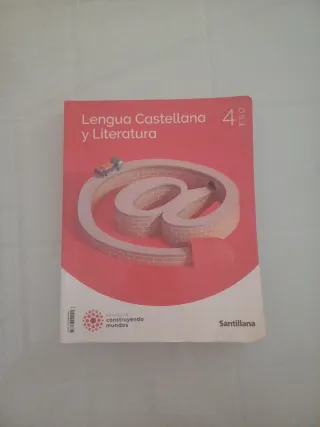 Lengua Castellana
y Literatura
4
ESO
construyendo
mundos
Santillana